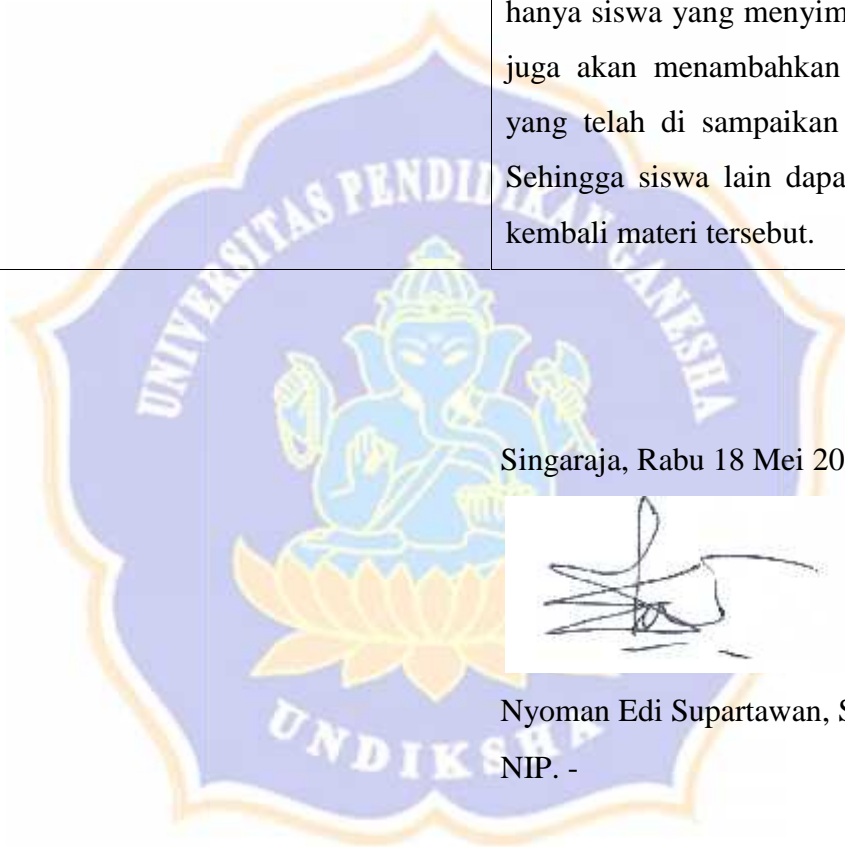 hanya siswa yang menyim
juga akan menambahkan
yang telah di sampaikan
Sehingga siswa lain dapa
kembali materi tersebut.
UNIVERSITAS PENDIDIKAN GANESHA
Singaraja, Rabu 18 Mei 20
Nyoman Edi Supartawan, S
NIP. -
UNDIKSHA